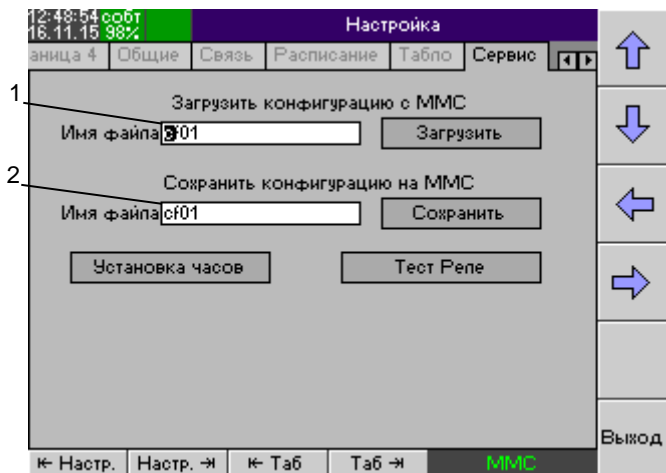 12:48:54 собт
16.11.15 98%
Настройка
аница 4 Общие Связь Расписание Табло Сервис
1
Загрузить конфигурацию с ММС
Имя файла cf01 Загрузить
2
Сохранить конфигурацию на ММС
Имя файла cf01 Сохранить
Установка часов Тест Реле
Выход
⇤ Настр. Настр. ⇥ ⇤ Таб Таб ⇥ ММС